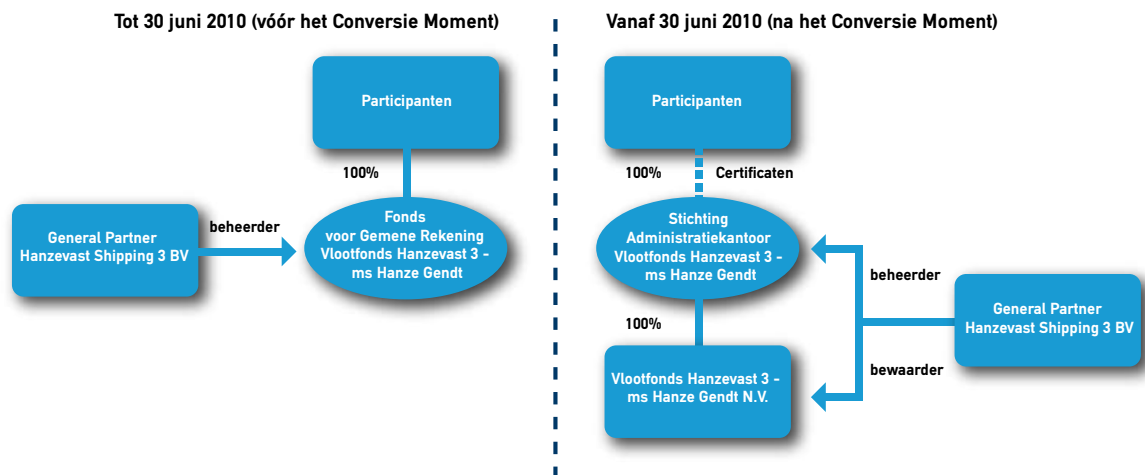 Tot 30 juni 2010 (vóór het Conversie Moment)
Participanten
100%
beheerder
General Partner
Hanzevast Shipping 3 BV
Fonds
voor Gemene Rekening
Vlootfonds Hanzevast 3 -
ms Hanze Gendt
Vanaf 30 juni 2010 (na het Conversie Moment)
Participanten
100%
Certificaten
Stichting
Administratiekantoor
Vlootfonds Hanzevast 3 -
ms Hanze Gendt
beheerder
General Partner
Hanzevast Shipping 3 BV
100%
bewaarder
Vlootfonds Hanzevast 3 -
ms Hanze Gendt N.V.